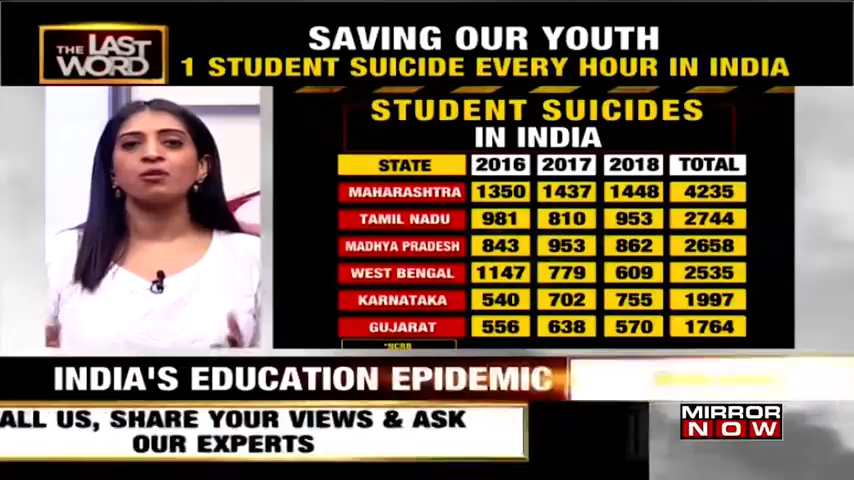 THE LAST WORD
SAVING OUR YOUTH
1 STUDENT SUICIDE EVERY HOUR IN INDIA
STUDENT SUICIDES
IN INDIA
STATE 2016 2017 2018 TOTAL
MAHARASHTRA 1350 1437 1448 4235
TAMIL NADU 981 810 953 2744
MADHYA PRADESH 843 953 862 2658
WEST BENGAL 1147 779 609 2535
KARNATAKA 540 702 755 1997
GUJARAT 556 638 570 1764
*NCRB
INDIA'S EDUCATION EPIDEMIC
ALL US, SHARE YOUR VIEWS & ASK
OUR EXPERTS
MIRROR
NOW